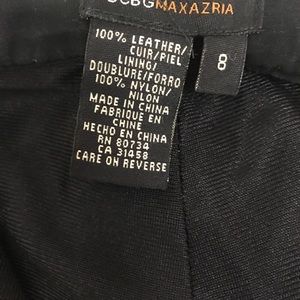 BCBGMAXAZRIA
100% LEATHER/
CUIR/PIEL
LINING/
DOUBLURE/FORRO
100% NYLON/
NILON
MADE IN CHINA
FABRIQUE EN
CHINE
HECHO EN CHINA
RN 80734
CA 31458
CARE ON REVERSE
8